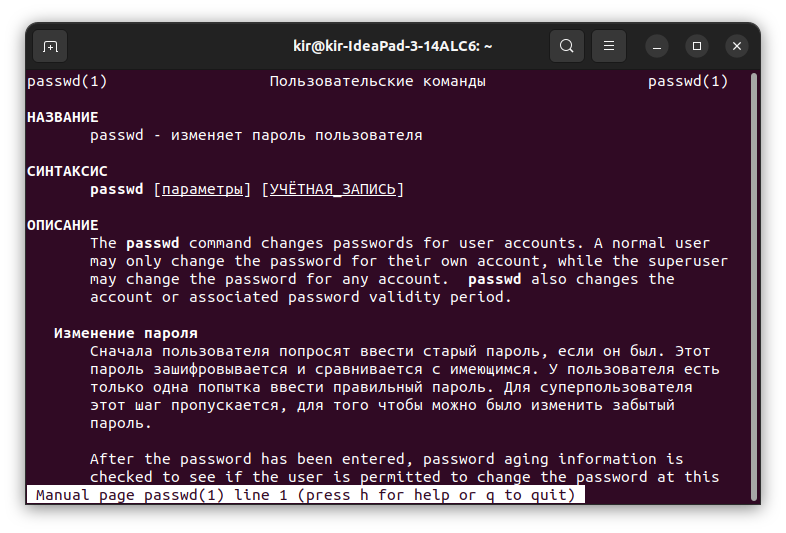 kir@kir-IdeaPad-3-14ALC6: ~
passwd(1) Пользовательские команды passwd(1)
НАЗВАНИЕ
passwd - изменяет пароль пользователя
СИНТАКСИС
passwd [параметры] [УЧЁТНАЯ_ЗАПИСЬ]
ОПИСАНИЕ
The passwd command changes passwords for user accounts. A normal user
may only change the password for their own account, while the superuser
may change the password for any account.  passwd also changes the
account or associated password validity period.
Изменение пароля
Сначала пользователя попросят ввести старый пароль, если он был. Этот
пароль зашифровывается и сравнивается с имеющимся. У пользователя есть
только одна попытка ввести правильный пароль. Для суперпользователя
этот шаг пропускается, для того чтобы можно было изменить забытый
пароль.
After the password has been entered, password aging information is
checked to see if the user is permitted to change the password at this
Manual page passwd(1) line 1 (press h for help or q to quit)